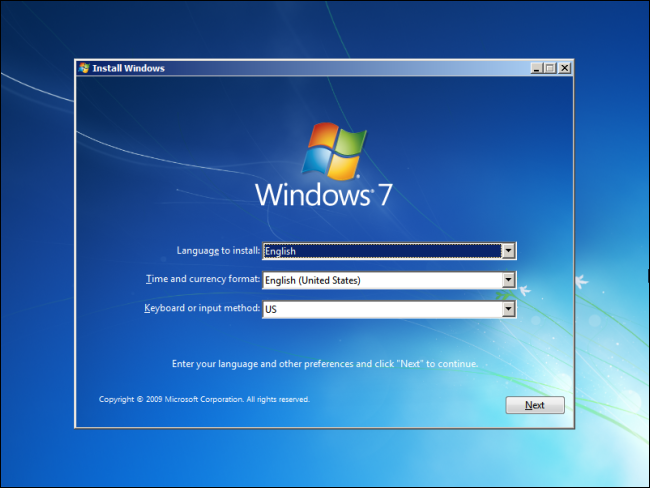 Install Windows
Windows 7
Language to install: English
Time and currency format: English (United States)
Keyboard or input method: US
Enter your language and other preferences and click "Next" to continue.
Copyright © 2009 Microsoft Corporation. All rights reserved.
Next